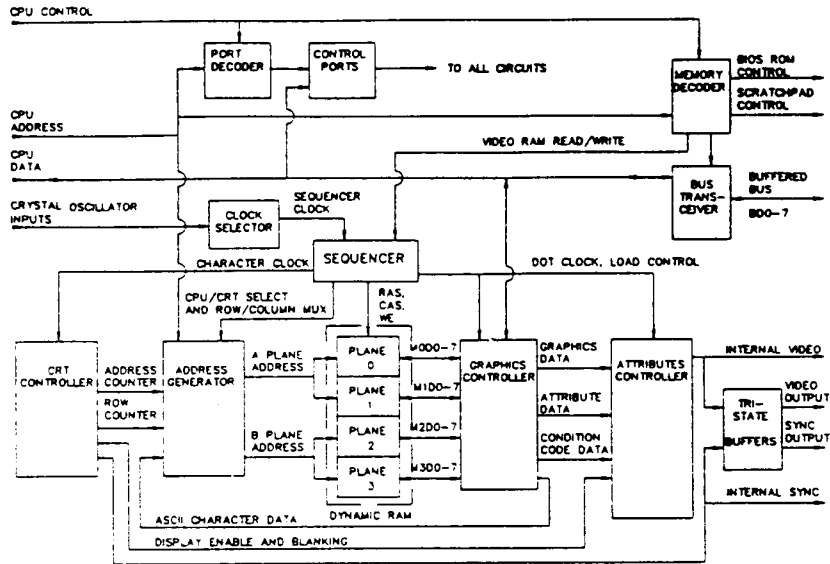 CPU CONTROL
PORT
DECODER
CONTROL
PORTS
TO ALL CIRCUITS
MEMORY
DECODER
BIOS ROM
CONTROL
SCRATCHPAD
CONTROL
CPU
ADDRESS
VIDEO RAM READ/WRITE
CPU
DATA
BUS
TRANS-
CEIVER
BUFFERED
BUS
BD0-7
CRYSTAL OSCILLATOR
INPUTS
CLOCK
SELECTOR
SEQUENCER
CLOCK
SEQUENCER
CHARACTER CLOCK
DOT CLOCK, LOAD CONTROL
CPU/CRT SELECT
AND ROW/COLUMN MUX
RAS,
CAS,
WE
CRT
CONTROLLER
ADDRESS
COUNTER
ROW
COUNTER
ADDRESS
GENERATOR
A PLANE
ADDRESS
B PLANE
ADDRESS
PLANE
0
PLANE
1
PLANE
2
PLANE
3
M0D0-7
M1D0-7
M2D0-7
M3D0-7
GRAPHICS
CONTROLLER
GRAPHICS
DATA
ATTRIBUTE
DATA
CONDITION
CODE DATA
ATTRIBUTES
CONTROLLER
INTERNAL VIDEO
TRI-
STATE
BUFFERS
VIDEO
OUTPUT
SYNC
OUTPUT
INTERNAL SYNC
DYNAMIC RAM
ASCII CHARACTER DATA
DISPLAY ENABLE AND BLANKING